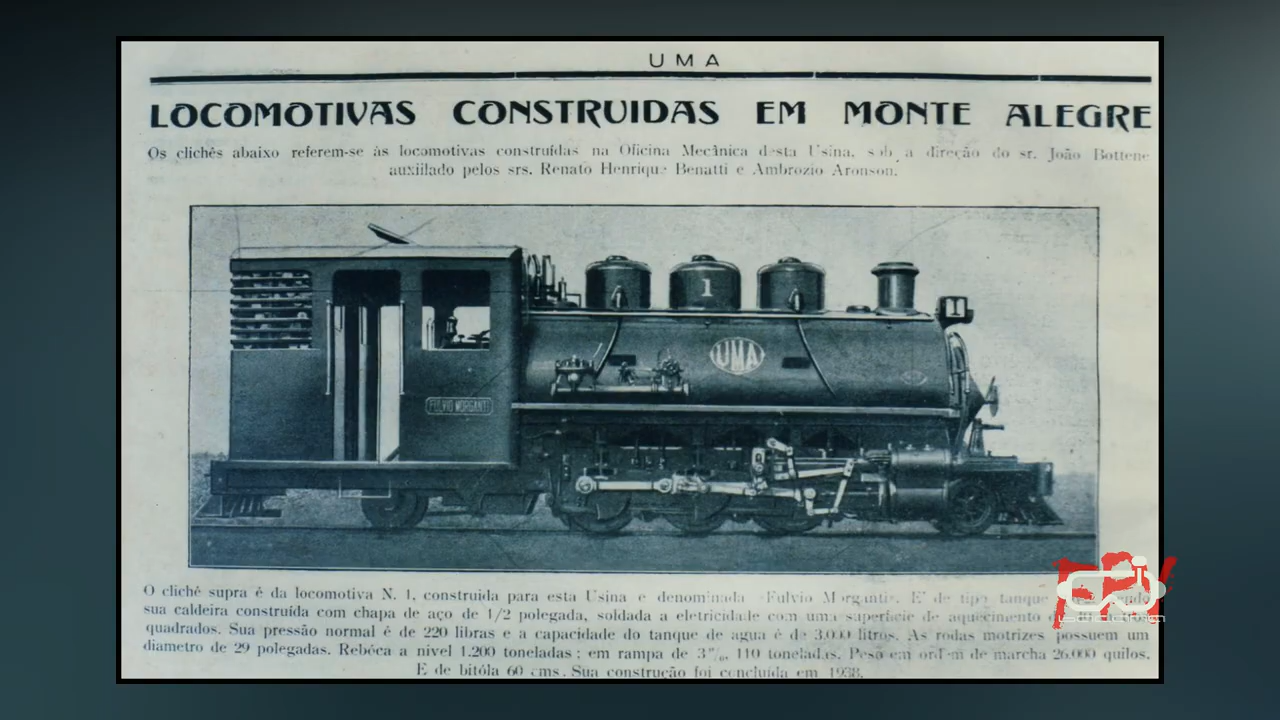 UMA
LOCOMOTIVAS CONSTRUIDAS EM MONTE ALEGRE
Os clichés abaixo referem-se às locomotivas construídas na Oficina Mecânica desta Usina, sob a direção do sr. João Bottene
auxiilado pelos srs. Renato Henrique Benatti e Ambrozio Aronson.
1
1
UMA
FULVIO MORGANTI
O cliché supra é da locomotiva N. 1, construida para esta Usina e denominada Fulvio Morganti. E' de tipo tanque
sua caldeira construída com chapa de aço de 1/2 polegada, soldada a eletricidade com uma superfície de aquecimento
quadrados. Sua pressão normal é de 220 libras e a capacidade do tanque de agua é de 3.000 litros. As rodas motrizes possuem um
diametro de 29 polegadas. Rebóca a nivel 1.200 toneladas; em rampa de 3%, 110 toneladas. Peso em ordem de marcha 26.000 quilos.
E de bitóla 60 cms. Sua construção foi concluida em 1938.